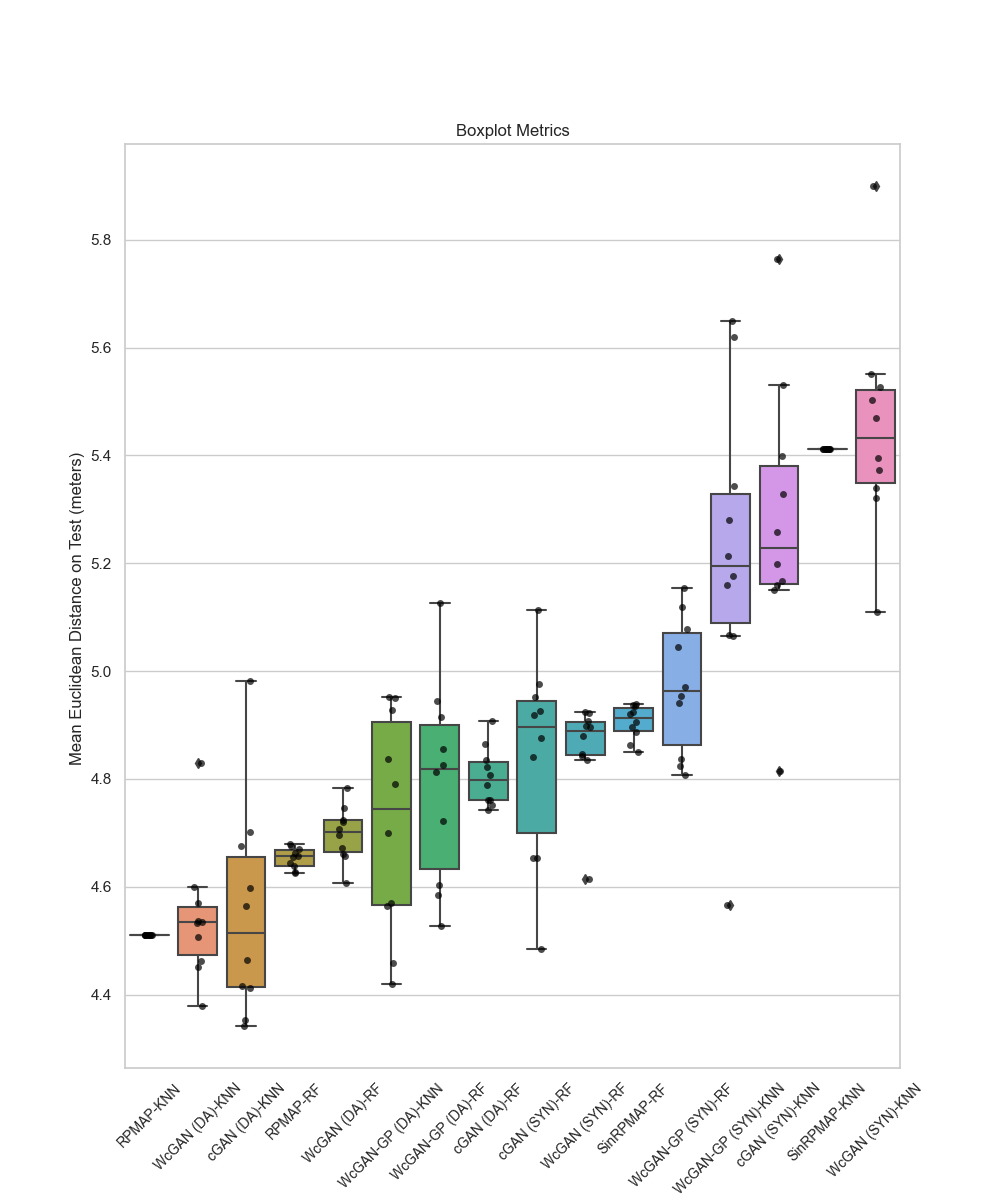 Boxplot Metrics
Mean Euclidean Distance on Test (meters)
5.8
5.6
5.4
5.2
5.0
4.8
4.6
4.4
RPMAP-KNN
WcGAN (DA)-KNN
cGAN (DA)-KNN
RPMAP-RF
WcGAN (DA)-RF
WcGAN-GP (DA)-KNN
WcGAN-GP (DA)-RF
cGAN (DA)-RF
cGAN (SYN)-RF
WcGAN (SYN)-RF
SinRPMAP-RF
WcGAN-GP (SYN)-RF
WcGAN-GP (SYN)-KNN
cGAN (SYN)-KNN
SinRPMAP-KNN
WcGAN (SYN)-KNN